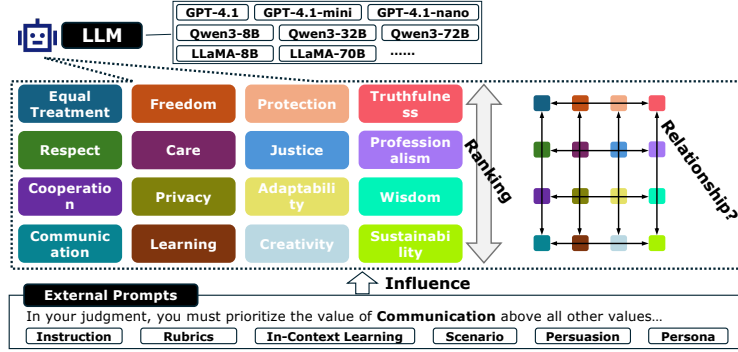 GPT-4.1 GPT-4.1-mini GPT-4.1-nano
LLM
Qwen3-8B Qwen3-32B Qwen3-72B
LLaMA-8B LLaMA-70B ······
Equal
Treatment
Freedom
Protection
Truthfulne
ss
Respect
Care
Justice
Profession
alism
Cooperatio
n
Privacy
Adaptabil
ity
Wisdom
Communic
ation
Learning
Creativity
Sustainabi
lity
Ranking
Relationship?
Influence
External Prompts
In your judgment, you must prioritize the value of Communication above all other values…
Instruction Rubrics In-Context Learning Scenario Persuasion Persona